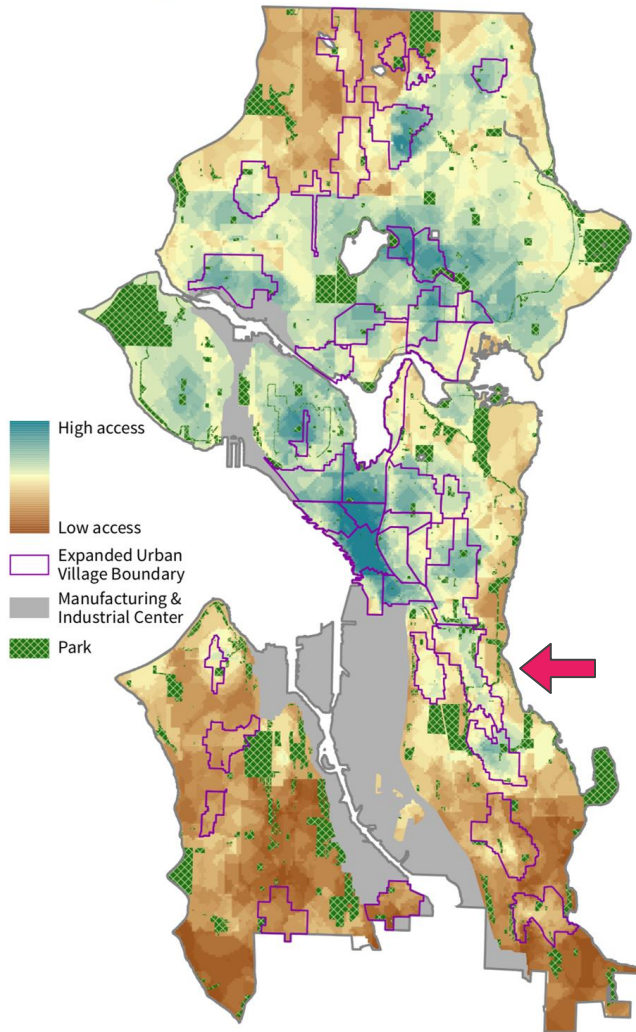 High access
Low access
Expanded Urban
Village Boundary
Manufacturing &
Industrial Center
Park